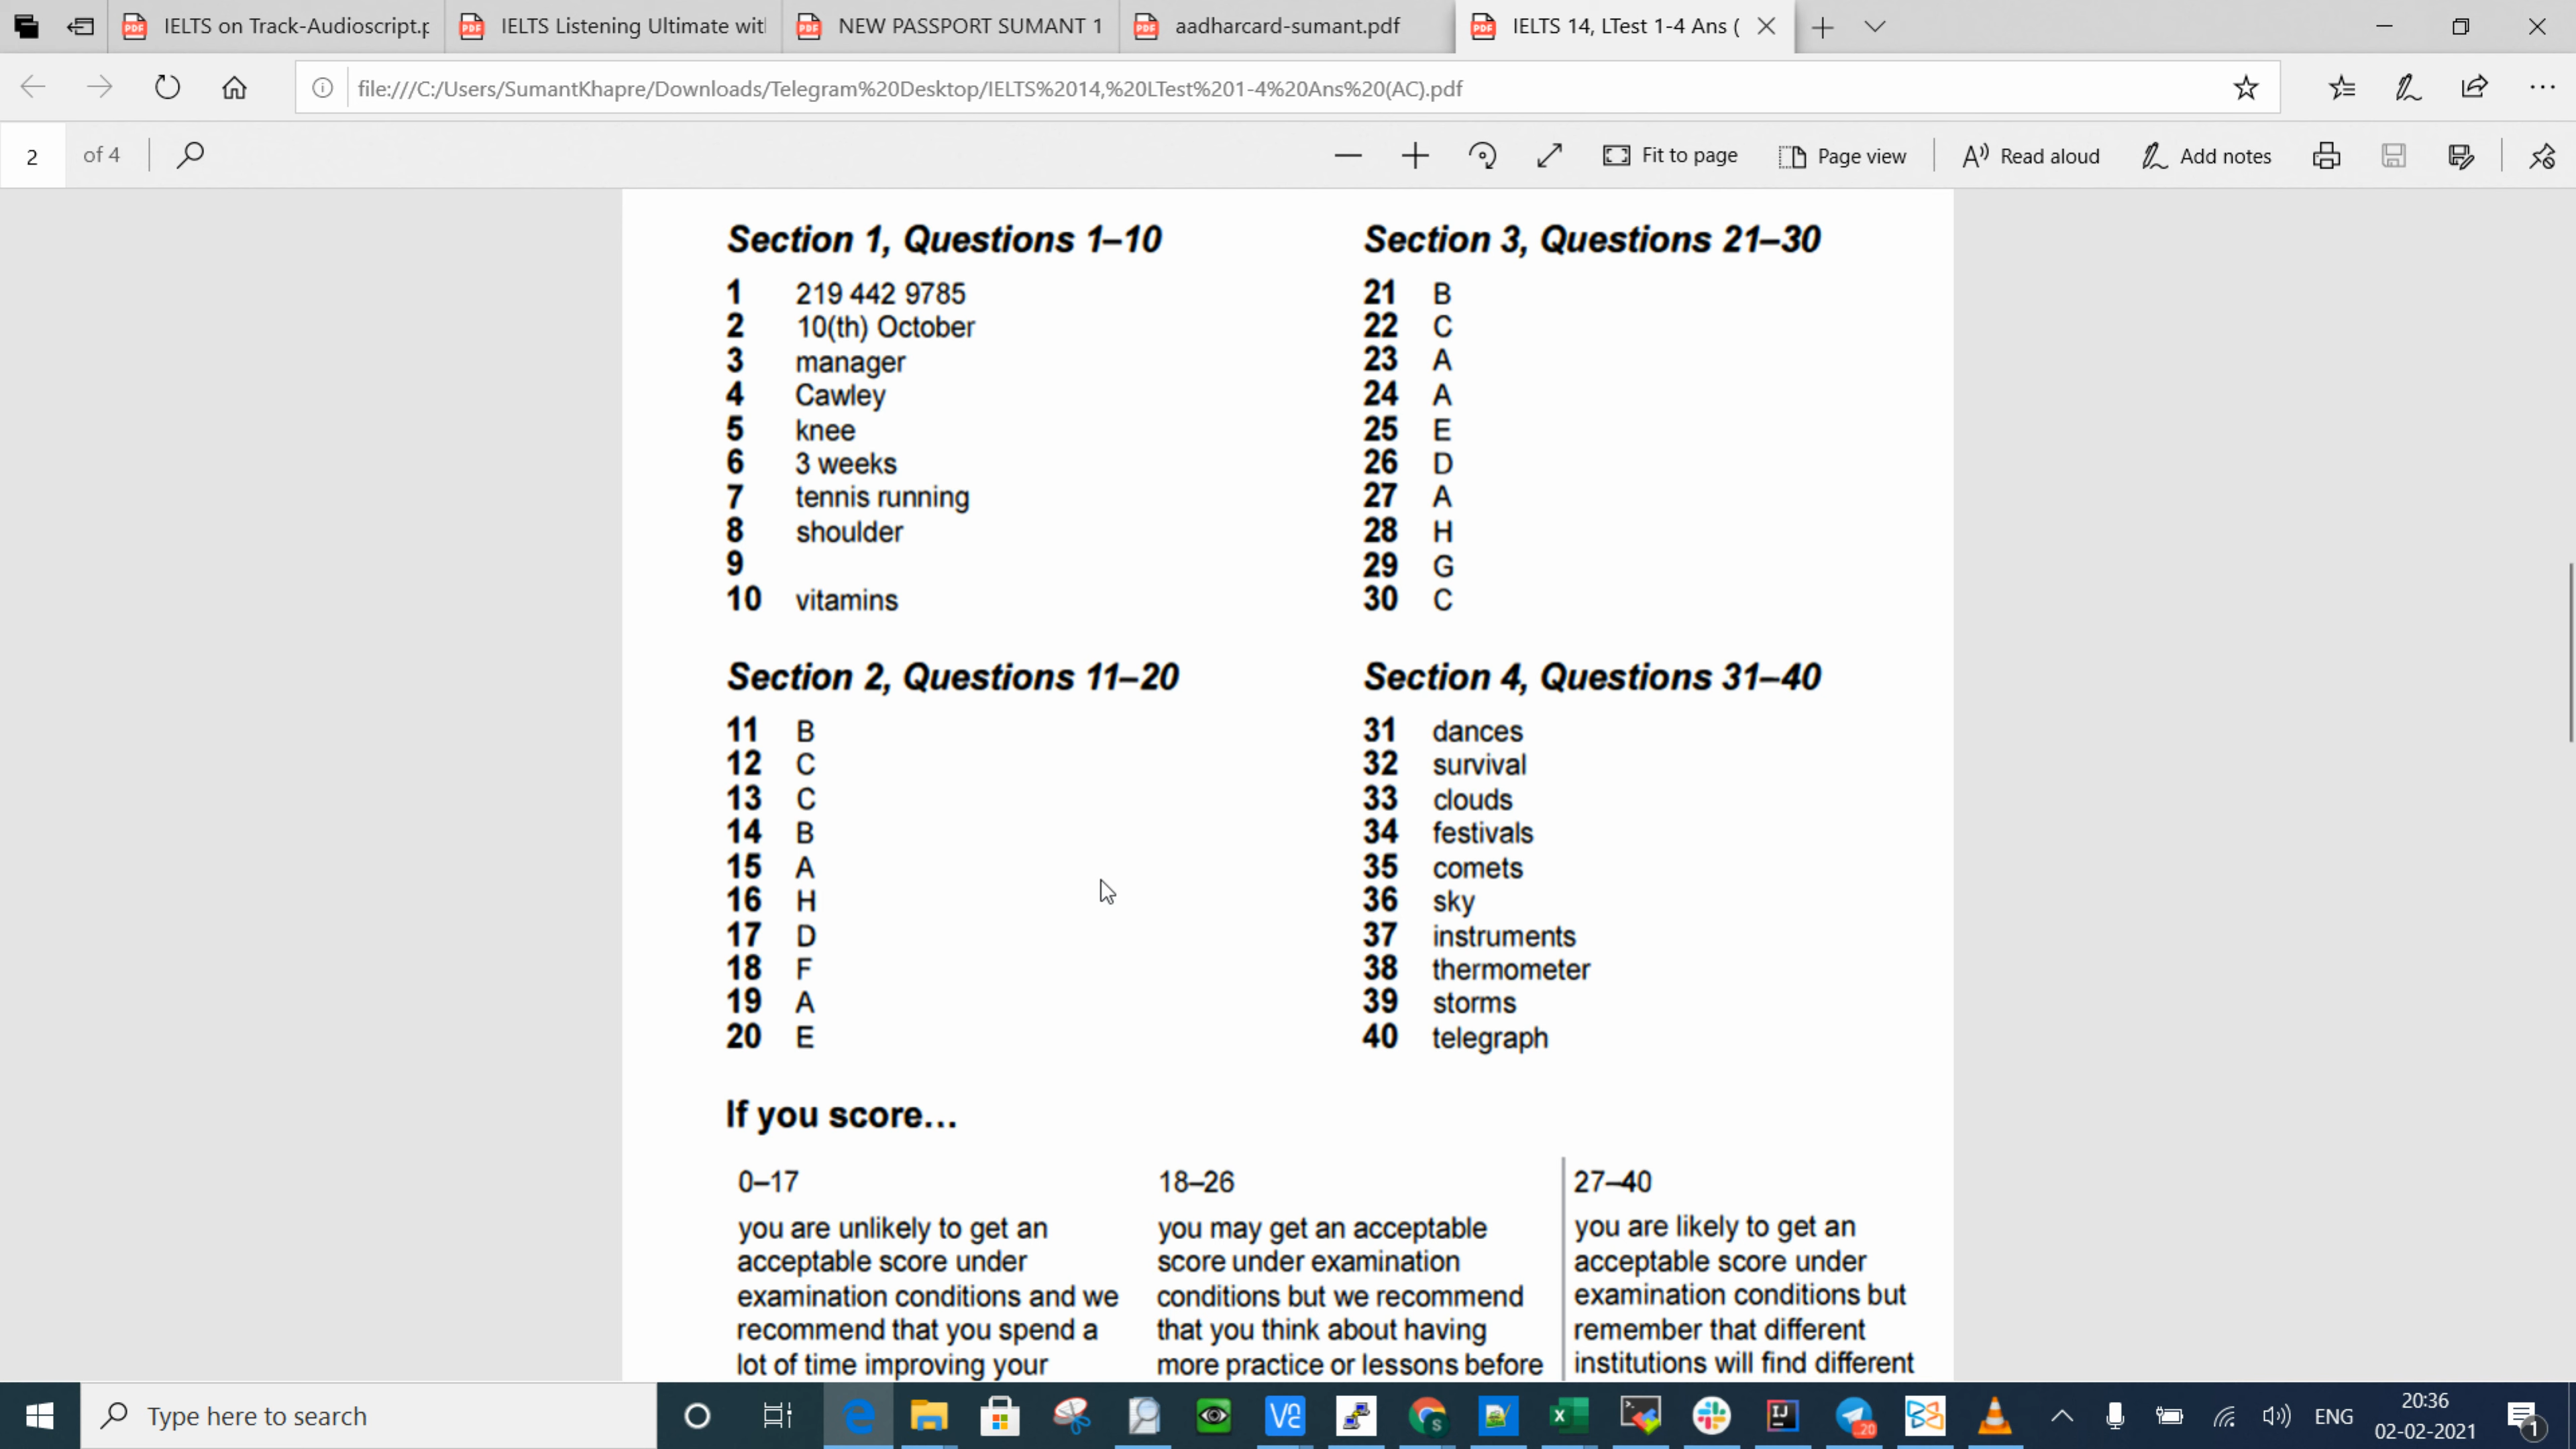 IELTS on Track-Audioscript.p
IELTS Listening Ultimate wit
NEW PASSPORT SUMANT 1
aadharcard-sumant.pdf
IELTS 14, LTest 1-4 Ans (
file:///C:/Users/SumantKhapre/Downloads/Telegram%20Desktop/IELTS%2014,%20LTest%201-4%20Ans%20(AC).pdf
2 of 4
Fit to page
Page view
Read aloud
Add notes
Section 1, Questions 1–10
1 219 442 9785
2 10(th) October
3 manager
4 Cawley
5 knee
6 3 weeks
7 tennis running
8 shoulder
9
10 vitamins
Section 2, Questions 11–20
11 B
12 C
13 C
14 B
15 A
16 H
17 D
18 F
19 A
20 E
Section 3, Questions 21–30
21 B
22 C
23 A
24 A
25 E
26 D
27 A
28 H
29 G
30 C
Section 4, Questions 31–40
31 dances
32 survival
33 clouds
34 festivals
35 comets
36 sky
37 instruments
38 thermometer
39 storms
40 telegraph
If you score...
0–17
you are unlikely to get an
acceptable score under
examination conditions and we
recommend that you spend a
lot of time improving your
18–26
you may get an acceptable
score under examination
conditions but we recommend
that you think about having
more practice or lessons before
27–40
you are likely to get an
acceptable score under
examination conditions but
remember that different
institutions will find different
Type here to search
ENG
20:36
02-02-2021